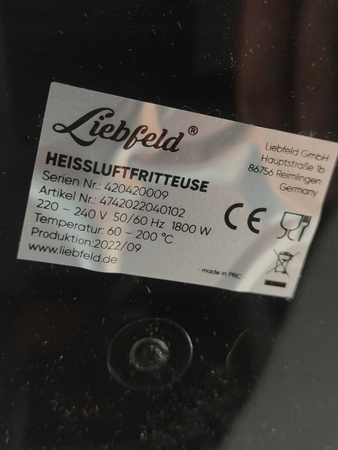 Liebfeld®
HEISSLUFTFRITTEUSE
Serien Nr.: 420420009
Artikel Nr.: 4742022040102
220 – 240 V 50/60 Hz 1800 W
Temperatur: 60 – 200 °C
Produktion:2022/09
www.liebfeld.de
Liebfeld GmbH
Hauptstraße 1b
86756 Reimlingen
Germany
CE
made in PRC